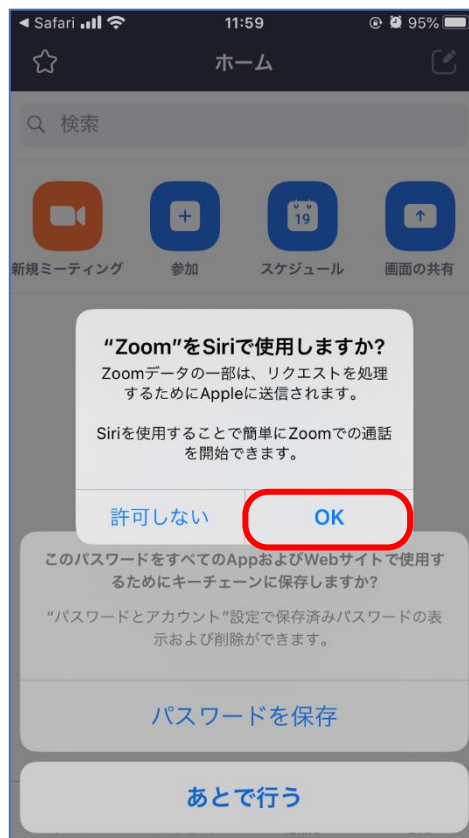 ◀ Safari 11:59 95%
ホーム
検索
19
新規ミーティング 参加 スケジュール 画面の共有
“Zoom”をSiriで使用しますか?
Zoomデータの一部は、リクエストを処理
するためにAppleに送信されます。
Siriを使用することで簡単にZoomでの通話
を開始できます。
許可しない OK
このパスワードをすべてのAppおよびWebサイトで使用す
るためにキーチェーンに保存しますか?
“パスワードとアカウント”設定で保存済みパスワードの表
示および削除ができます。
パスワードを保存
あとで行う